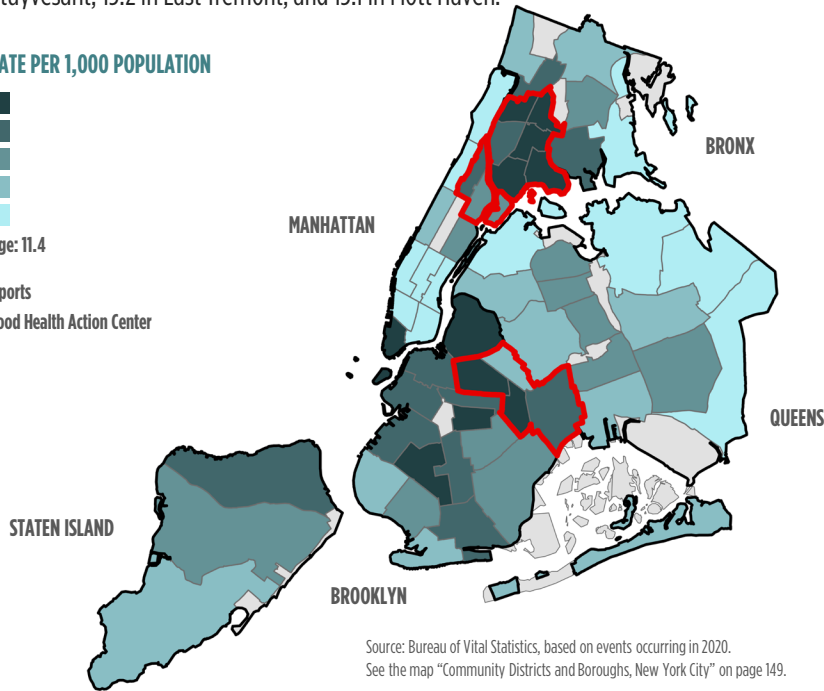 tuyvesant, 15.2 in East Tremont, and 15.1 in Mott Haven.
ATE PER 1,000 POPULATION
BRONX
MANHATTAN
ge: 11.4
ports
ood Health Action Center
QUEENS
STATEN ISLAND
BROOKLYN
Source: Bureau of Vital Statistics, based on events occurring in 2020.
See the map “Community Districts and Boroughs, New York City” on page 149.